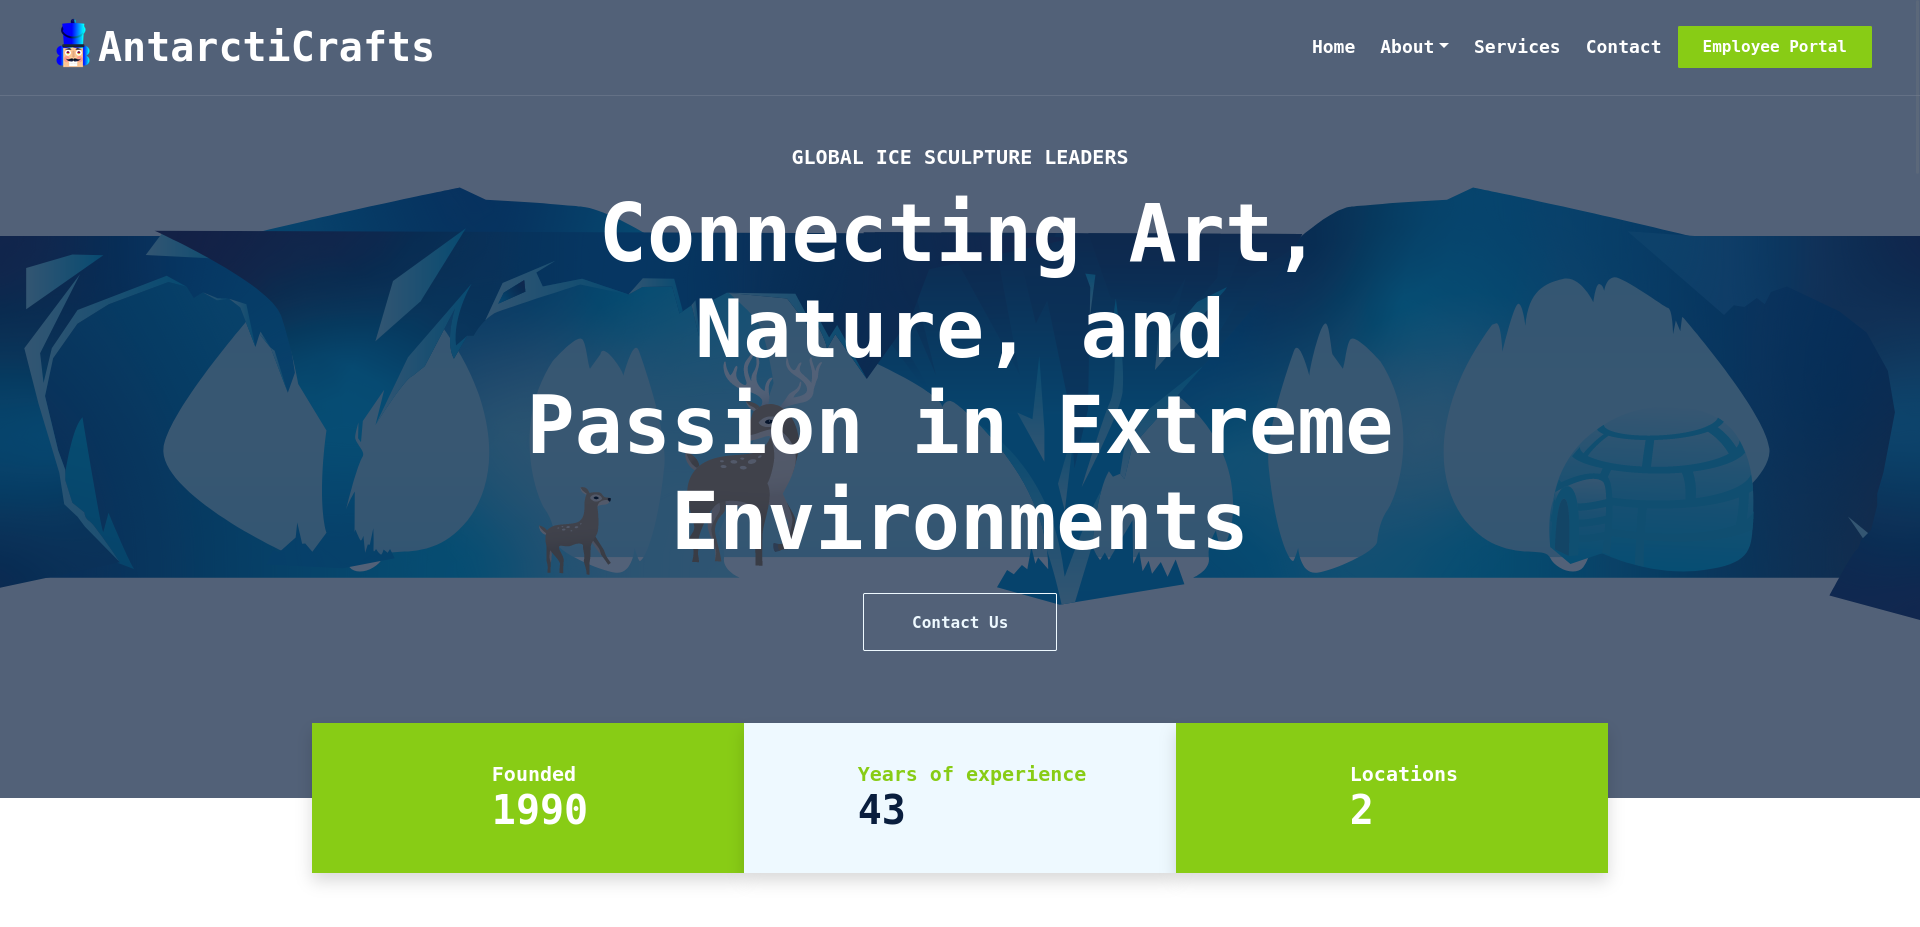 AntarctiCrafts
Home
About
Services
Contact
Employee Portal
GLOBAL ICE SCULPTURE LEADERS
Connecting Art,
Nature, and
Passion in Extreme
Environments
Contact Us
Founded
1990
Years of experience
43
Locations
2